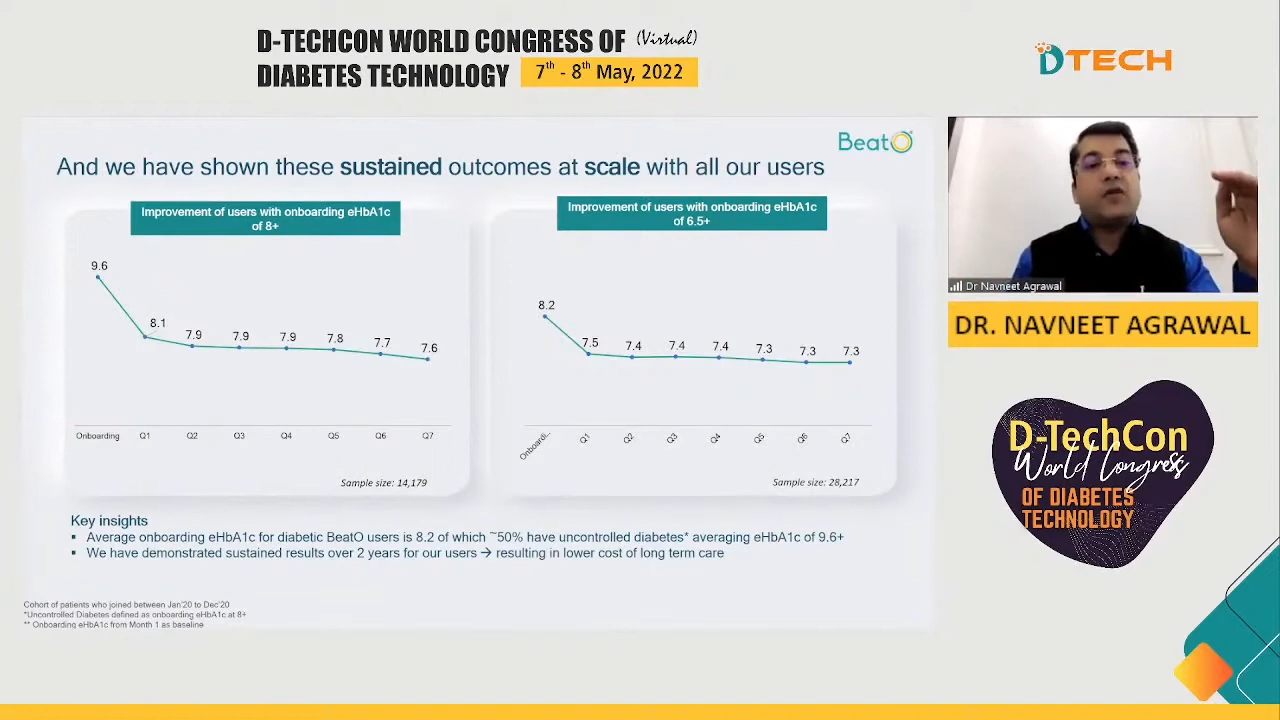 D-TECHCON WORLD CONGRESS OF (Virtual)
DIABETES TECHNOLOGY 7th - 8th May, 2022
DTECH
BeatO
And we have shown these sustained outcomes at scale with all our users
Improvement of users with onboarding eHbA1c
of 8+
9.6
8.1
7.9
7.9
7.9
7.8
7.7
7.6
Onboarding Q1 Q2 Q3 Q4 Q5 Q6 Q7
Sample size: 14,179
Improvement of users with onboarding eHbA1c
of 6.5+
8.2
7.5
7.4
7.4
7.4
7.3
7.3
7.3
Onboardi... Q1 Q2 Q3 Q4 Q5 Q6 Q7
Sample size: 28,217
Key insights
▪ Average onboarding eHbA1c for diabetic BeatO users is 8.2 of which ~50% have uncontrolled diabetes* averaging eHbA1c of 9.6+
▪ We have demonstrated sustained results over 2 years for our users → resulting in lower cost of long term care
Cohort of patients who joined between Jan'20 to Dec'20
*Uncontrolled Diabetes defined as onboarding eHbA1c at 8+
** Onboarding eHbA1c from Month 1 as baseline
Dr Navneet Agrawal
DR. NAVNEET AGRAWAL
D-TechCon
World Congress
OF DIABETES
TECHNOLOGY